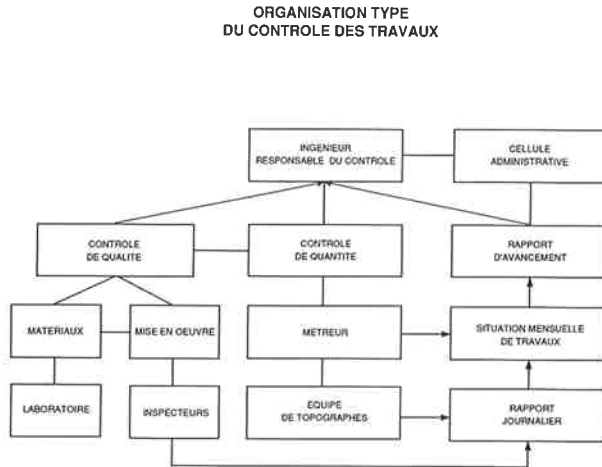 ORGANISATION TYPE
DU CONTROLE DES TRAVAUX
INGENIEUR
RESPONSABLE DU CONTROLE
CELLULE
ADMINISTRATIVE
CONTROLE
DE QUALITE
CONTROLE
DE QUANTITE
RAPPORT
D'AVANCEMENT
MATERIAUX
MISE EN OEUVRE
METREUR
SITUATION MENSUELLE
DE TRAVAUX
LABORATOIRE
INSPECTEURS
EQUIPE
DE TOPOGRAPHES
RAPPORT
JOURNALIER